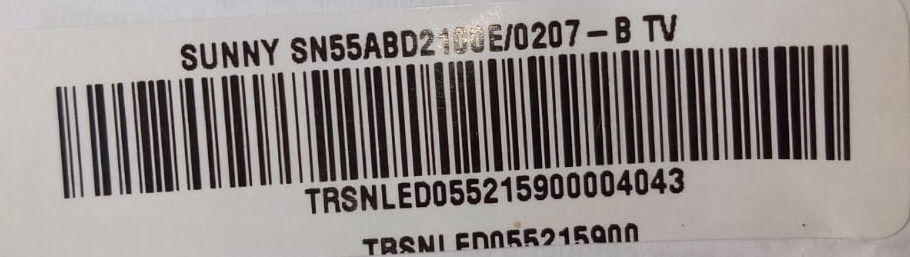 SUNNY SN55ABD2100E/0207-B TV
TRSNLED055215900004043
TRSNLED055215900